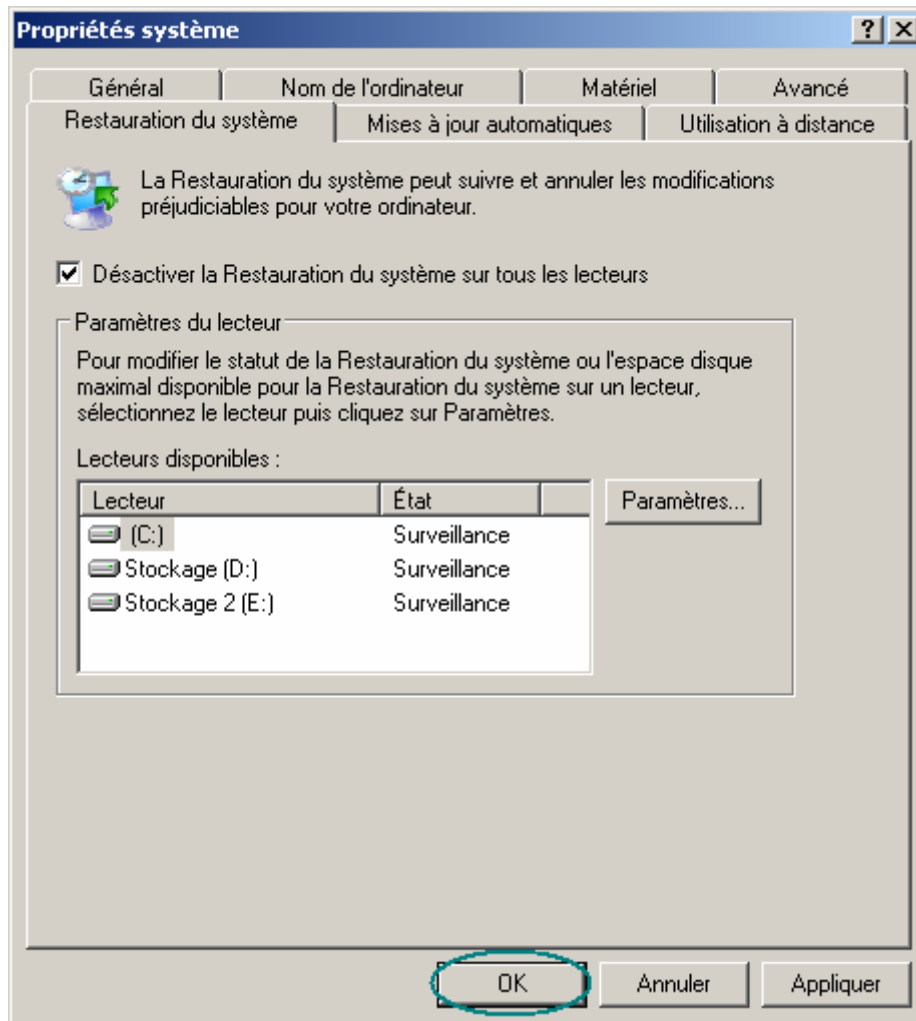 Propriétés système
Général Nom de l'ordinateur Matériel Avancé
Restauration du système Mises à jour automatiques Utilisation à distance
La Restauration du système peut suivre et annuler les modifications
préjudiciables pour votre ordinateur.
Désactiver la Restauration du système sur tous les lecteurs
Paramètres du lecteur
Pour modifier le statut de la Restauration du système ou l'espace disque
maximal disponible pour la Restauration du système sur un lecteur,
sélectionnez le lecteur puis cliquez sur Paramètres.
Lecteurs disponibles :
Lecteur État Paramètres...
(C:) Surveillance
Stockage (D:) Surveillance
Stockage 2 (E:) Surveillance
OK Annuler Appliquer